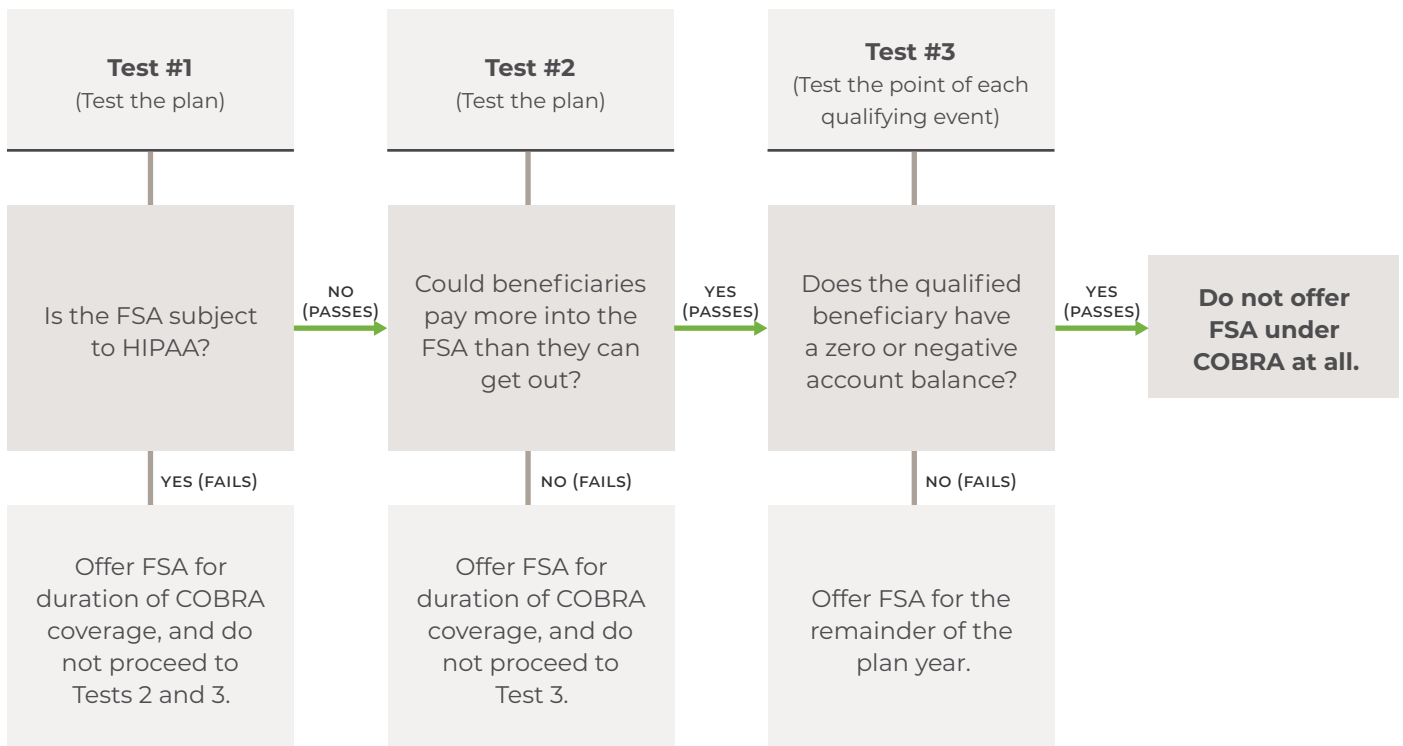 Test #1
(Test the plan)
Test #2
(Test the plan)
Test #3
(Test the point of each
qualifying event)
Is the FSA subject
to HIPAA?
NO
(PASSES)
Could beneficiaries
pay more into the
FSA than they can
get out?
YES
(PASSES)
Does the qualified
beneficiary have
a zero or negative
account balance?
YES
(PASSES)
Do not offer
FSA under
COBRA at all.
YES (FAILS)
NO (FAILS)
NO (FAILS)
Offer FSA for
duration of COBRA
coverage, and do
not proceed to
Tests 2 and 3.
Offer FSA for
duration of COBRA
coverage, and do
not proceed to
Test 3.
Offer FSA for the
remainder of the
plan year.